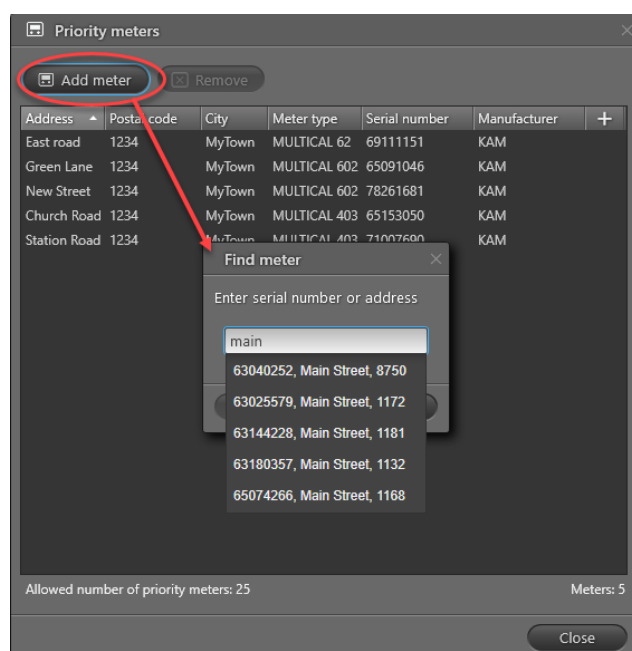 Priority meters
Add meter Remove
Address Postal code City Meter type Serial number Manufacturer +
East road 1234 MyTown MULTICAL 62 69111151 KAM
Green Lane 1234 MyTown MULTICAL 602 65091046 KAM
New Street 1234 MyTown MULTICAL 602 78261681 KAM
Church Road 1234 MyTown MULTICAL 403 65153050 KAM
Station Road 1234 MyTown MULTICAL 403 71007690 KAM
Find meter
Enter serial number or address
main
63040252, Main Street, 8750
63025579, Main Street, 1172
63144228, Main Street, 1181
63180357, Main Street, 1132
65074266, Main Street, 1168
Allowed number of priority meters: 25 Meters: 5
Close